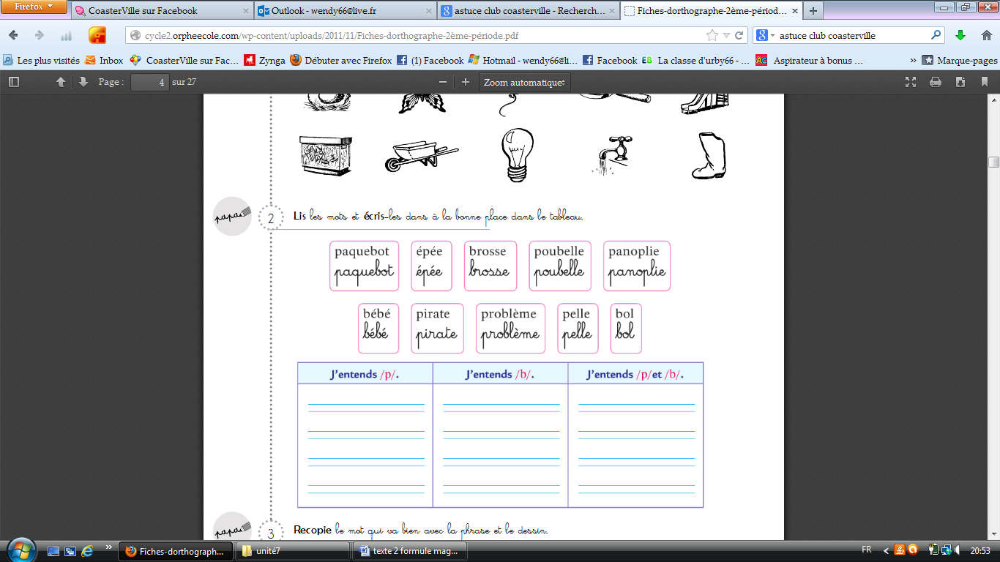 Firefox
CoasterVille sur Facebook
Outlook - wendy66@live.fr
astuce club coasterville - Recherch...
Fiches-dorthographe-2ème-périod...
cycle2.orpheecole.com/wp-content/uploads/2011/11/Fiches-dorthographe-2ème-période.pdf
astuce club coasterville
Les plus visités Inbox CoasterVille sur Fac... Zynga Débuter avec Firefox (1) Facebook Hotmail - wendy66@li... Facebook La classe d'urby66 - ... Aspirateur à bonus ... » Marque-pages
Page : 4 sur 27 Zoom automatique
papa 2 Lis les mots et écris-les dans à la bonne place dans le tableau.
paquebot épée brosse poubelle panoplie
paquebot épée brosse poubelle panoplie
bébé pirate problème pelle bol
bébé pirate problème pelle bol
J'entends /p/. J'entends /b/. J'entends /p/et /b/.
papa 3 Recopie le mot qui va bien avec la phrase et le dessin.
» Fiches-dorthograph... unité7 texte 2 formule mag... FR < 20:53